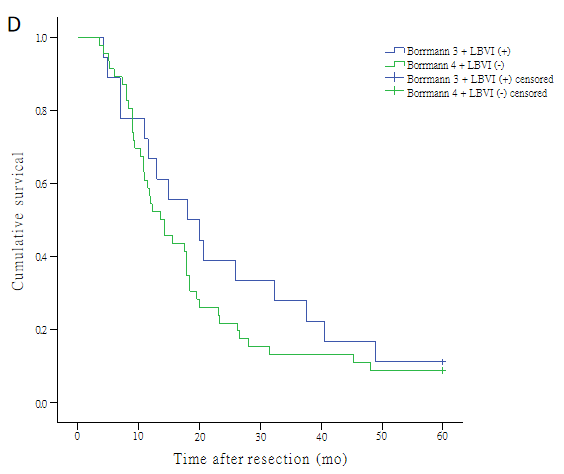 D
Borrmann 3 + LBVI (+)
Borrmann 4 + LBVI (-)
Borrmann 3 + LBVI (+) censored
Borrmann 4 + LBVI (-) censored
Cumulative survical
1.0
0.8
0.6
0.4
0.2
0.0
0 10 20 30 40 50 60
Time after resection (mo)